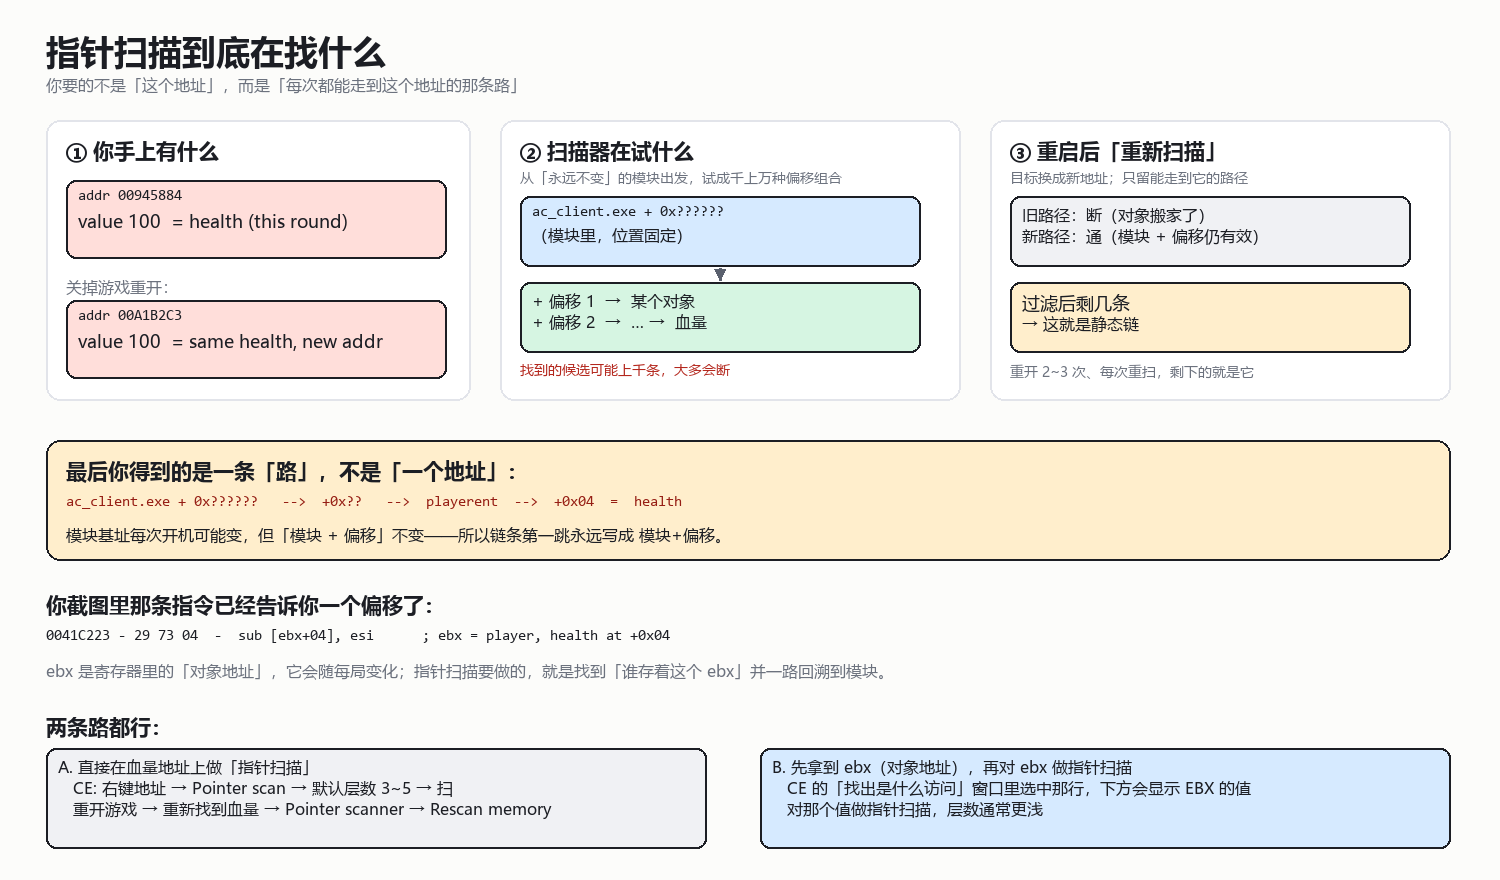 指针扫描到底在找什么
你要的不是「这个地址」，而是「每次都能走到这个地址的那条路」
① 你手上有什么
addr 00945884
value 100  = health (this round)
关掉游戏重开：
addr 00A1B2C3
value 100  = same health, new addr
② 扫描器在试什么
从「永远不变」的模块出发，试成千上万种偏移组合
ac_client.exe + 0x??????
（模块里，位置固定）
+ 偏移 1  →  某个对象
+ 偏移 2  →  ... →  血量
找到的候选可能上千条，大多会断
③ 重启后「重新扫描」
目标换成新地址；只留能走到它的路径
旧路径：断（对象搬家了）
新路径：通（模块 + 偏移仍有效）
过滤后剩几条
→ 这就是静态链
重开 2~3 次、每次重扫，剩下的就是它
最后你得到的是一条「路」，不是「一个地址」：
ac_client.exe + 0x??????   -->  +0x??   -->  playerent  -->  +0x04  =  health
模块基址每次开机可能变，但「模块 + 偏移」不变——所以链条第一跳永远写成 模块+偏移。
你截图里那条指令已经告诉你一个偏移了：
0041C223 - 29 73 04  -  sub [ebx+04], esi      ; ebx = player, health at +0x04
ebx 是寄存器里的「对象地址」，它会随每局变化；指针扫描要做的，就是找到「谁存着这个 ebx」并一路回溯到模块。
两条路都行：
A. 直接在血量地址上做「指针扫描」
CE: 右键地址 → Pointer scan → 默认层数 3~5 → 扫
重开游戏 → 重新找到血量 → Pointer scanner → Rescan memory
B. 先拿到 ebx（对象地址），再对 ebx 做指针扫描
CE 的「找出是什么访问」窗口里选中那行，下方会显示 EBX 的值
对那个值做指针扫描，层数通常更浅